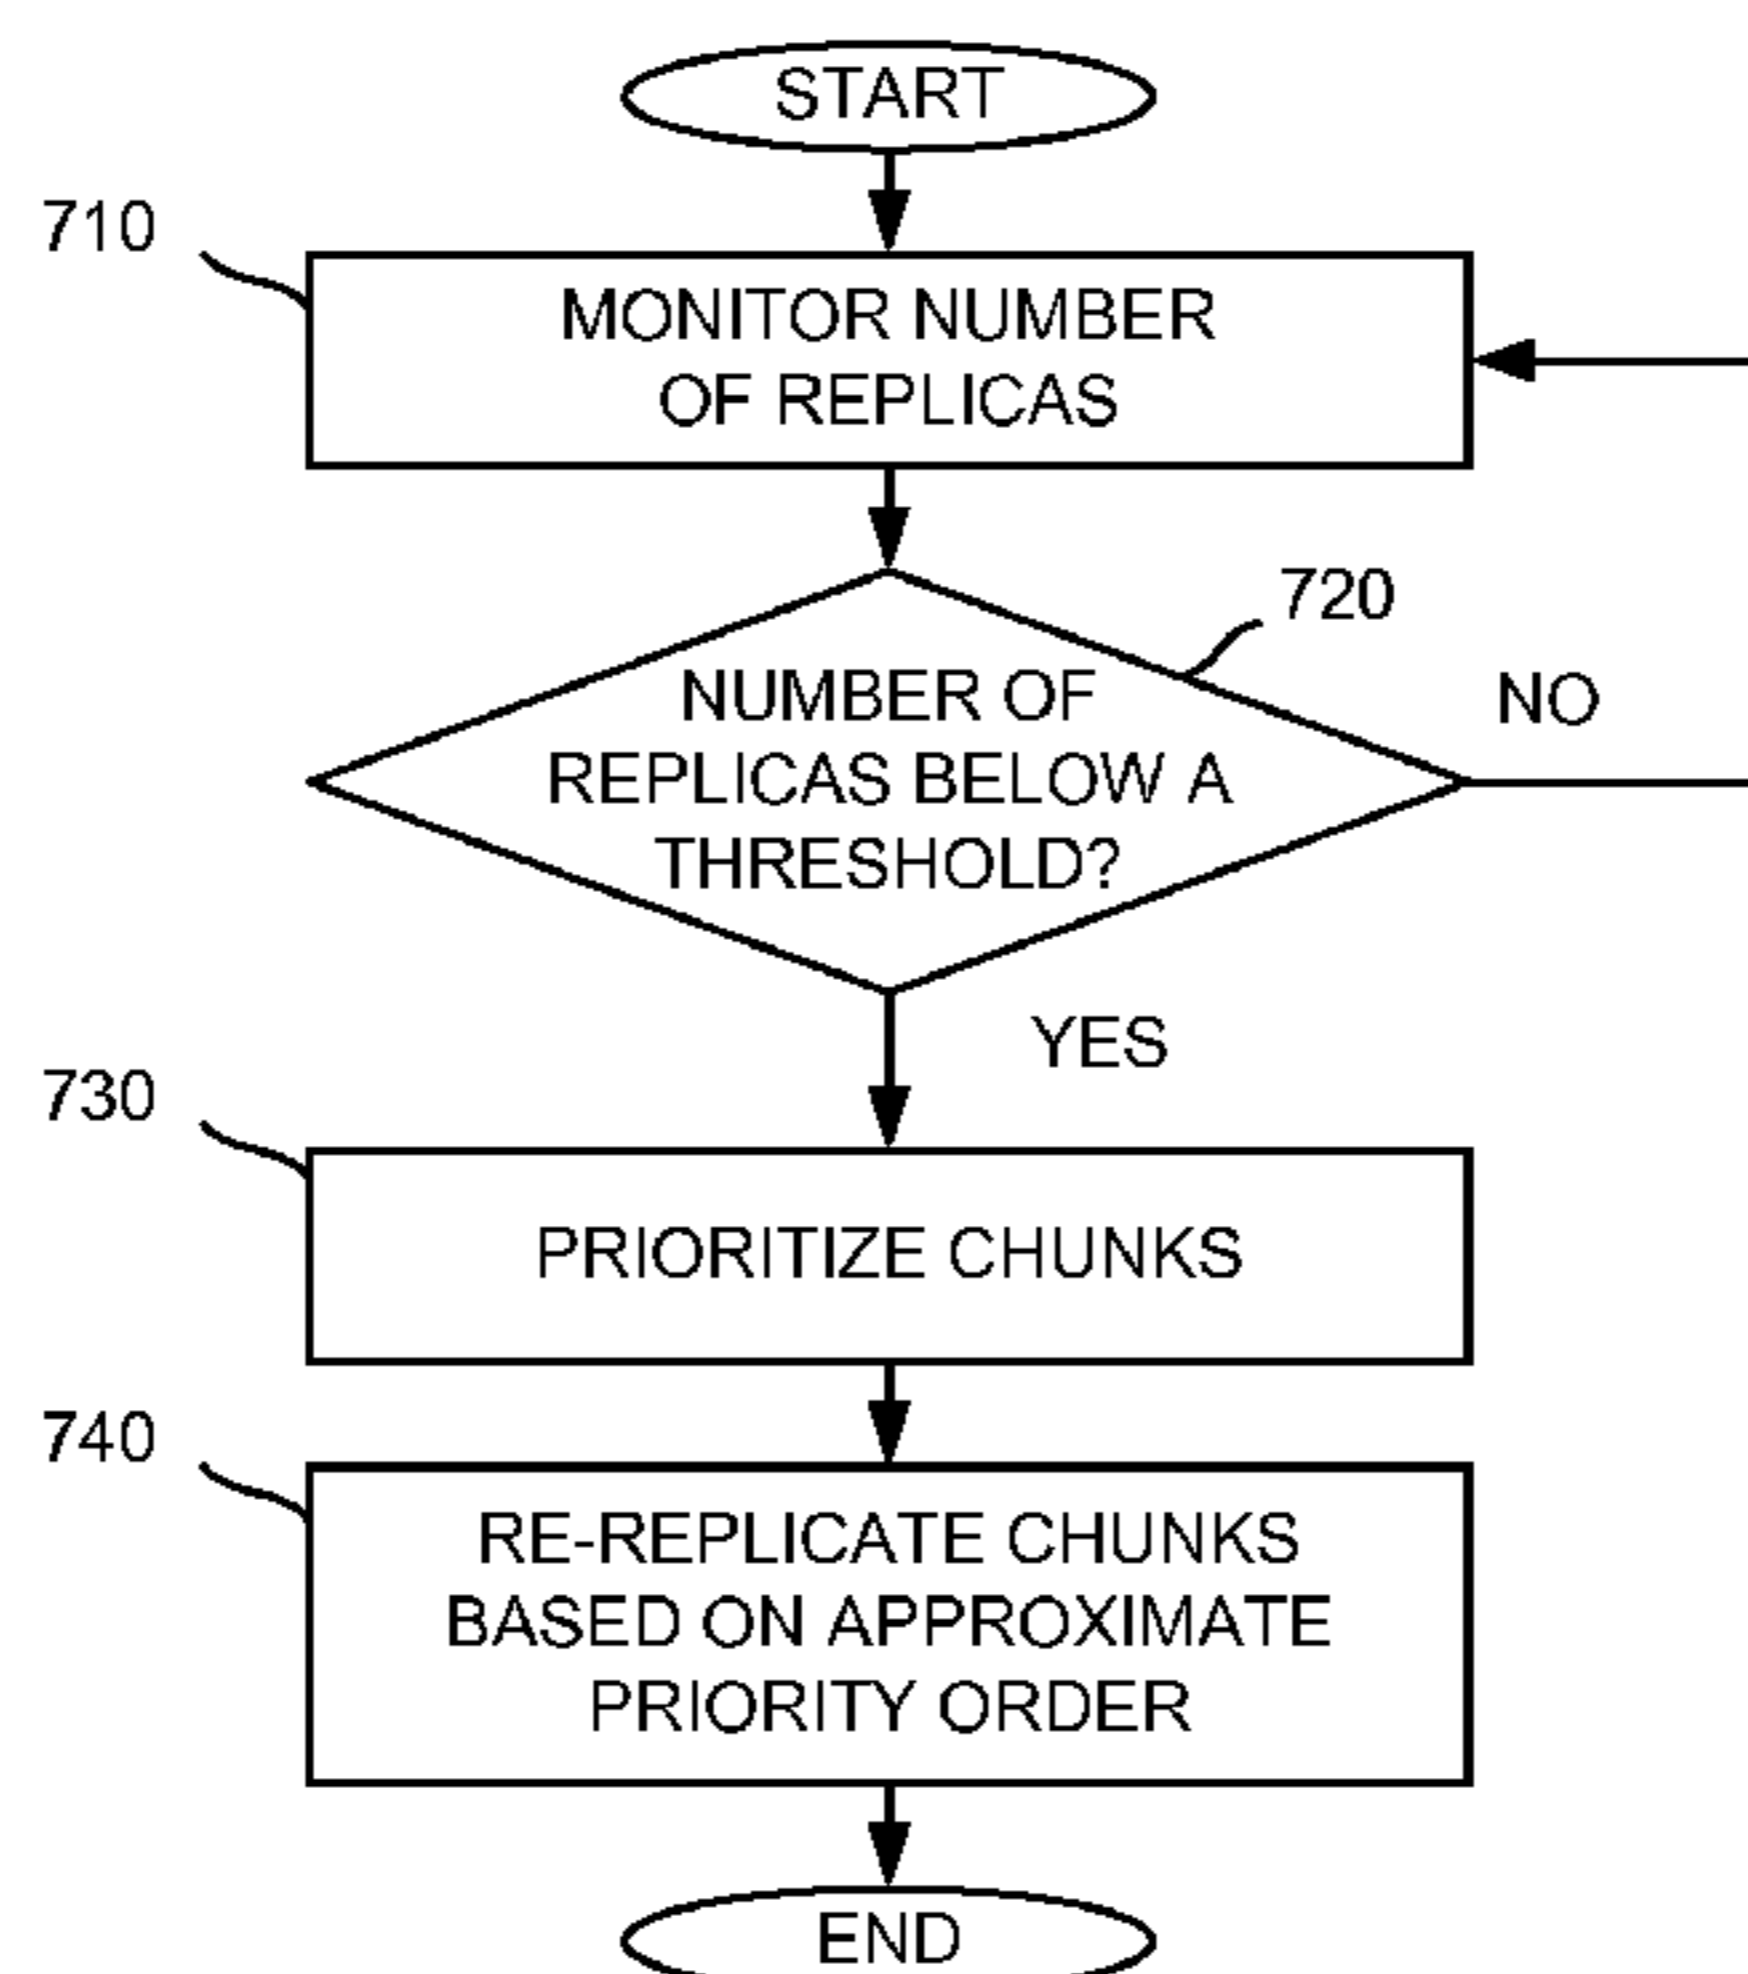 START
710
MONITOR NUMBER
OF REPLICAS
720
NUMBER OF
REPLICAS BELOW A
THRESHOLD?
NO
YES
730
PRIORITIZE CHUNKS
740
RE-REPLICATE CHUNKS
BASED ON APPROXIMATE
PRIORITY ORDER
END